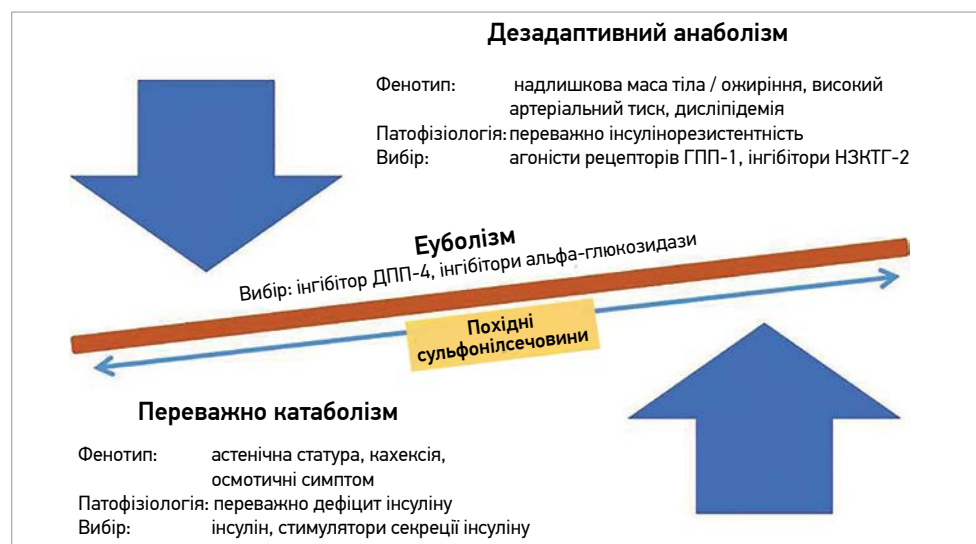 Дезадаптивний анаболізм
Фенотип: надлишкова маса тіла / ожиріння, високий
артеріальний тиск, дисліпідемія
Патофізіологія: переважно інсулінорезистентність
Вибір: агоністи рецепторів ГПП-1, інгібітори НЗКТГ-2
Еуболізм
Вибір: інгібітор ДПП-4, інгібітори альфа-глюкозидази
Похідні
сульфонілсечовини
Переважно катаболізм
Фенотип: астенічна статура, кахексія,
осмотичні симптом
Патофізіологія: переважно дефіцит інсуліну
Вибір: інсулін, стимулятори секреції інсуліну